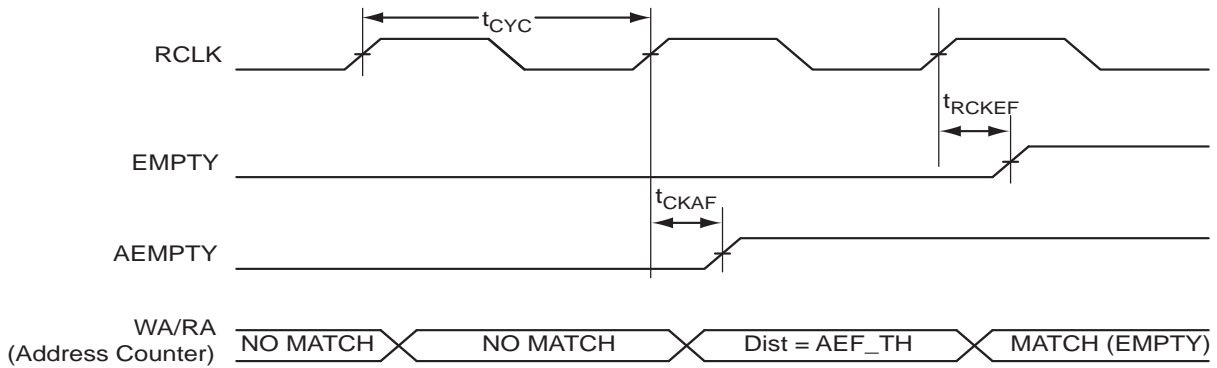 tCYC
RCLK
tRCKEF
EMPTY
tCKAF
AEMPTY
WA/RA
(Address Counter)
NO MATCH
NO MATCH
Dist = AEF_TH
MATCH (EMPTY)